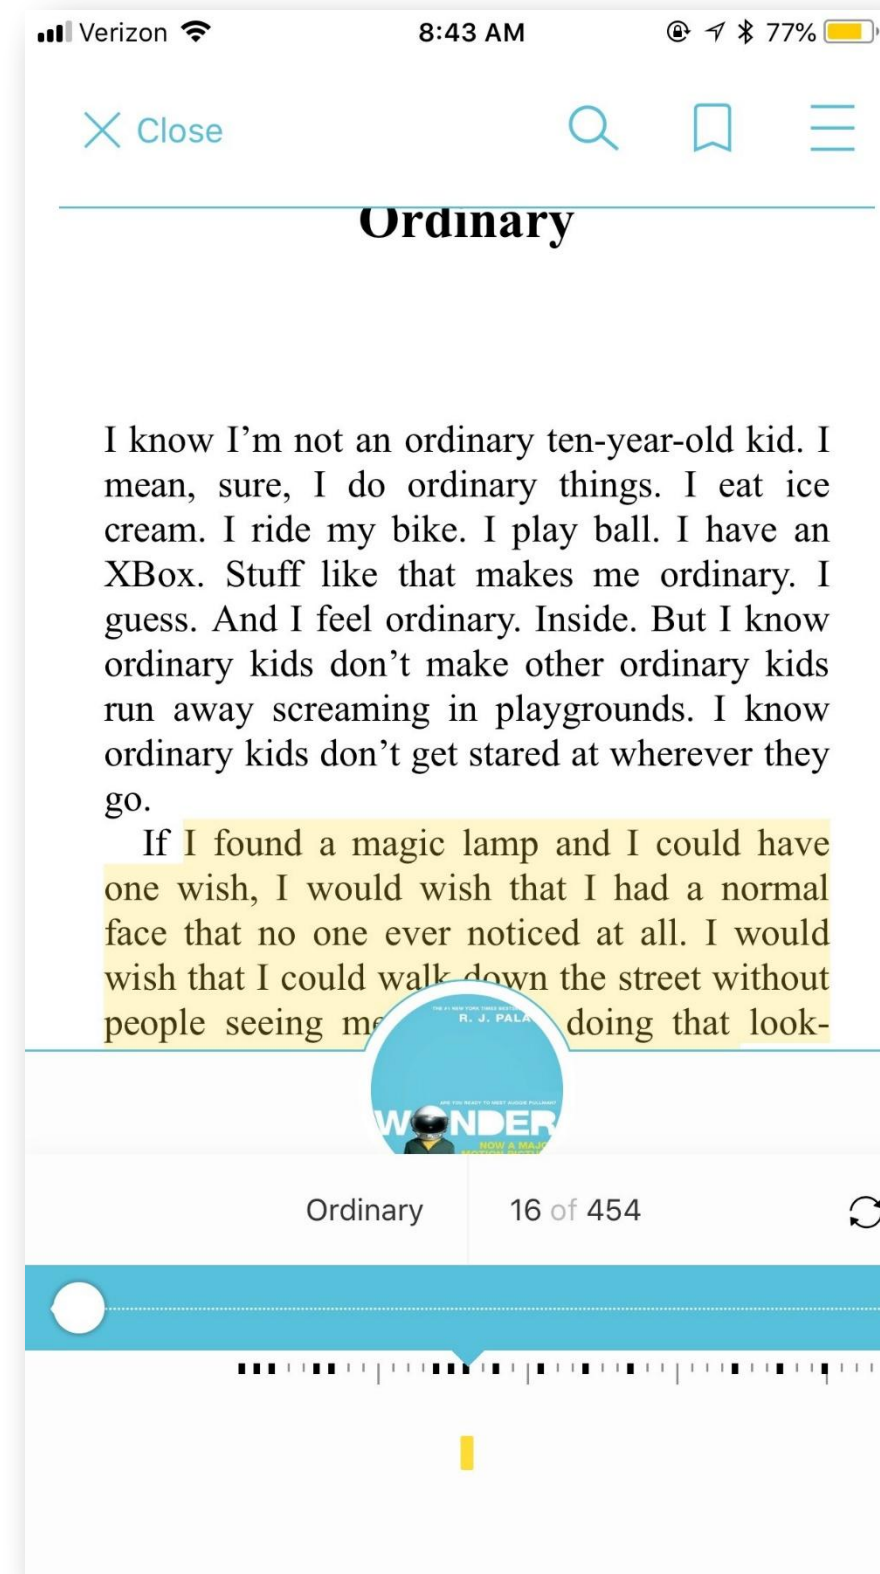 Verizon 8:43 AM 77%
Close
Ordinary
I know I’m not an ordinary ten-year-old kid. I
mean, sure, I do ordinary things. I eat ice
cream. I ride my bike. I play ball. I have an
XBox. Stuff like that makes me ordinary. I
guess. And I feel ordinary. Inside. But I know
ordinary kids don’t make other ordinary kids
run away screaming in playgrounds. I know
ordinary kids don’t get stared at wherever they
go.
If I found a magic lamp and I could have
one wish, I would wish that I had a normal
face that no one ever noticed at all. I would
wish that I could walk down the street without
people seeing me doing that look-
R. J. PALA
WONDER
NOW A MAJO
Ordinary 16 of 454